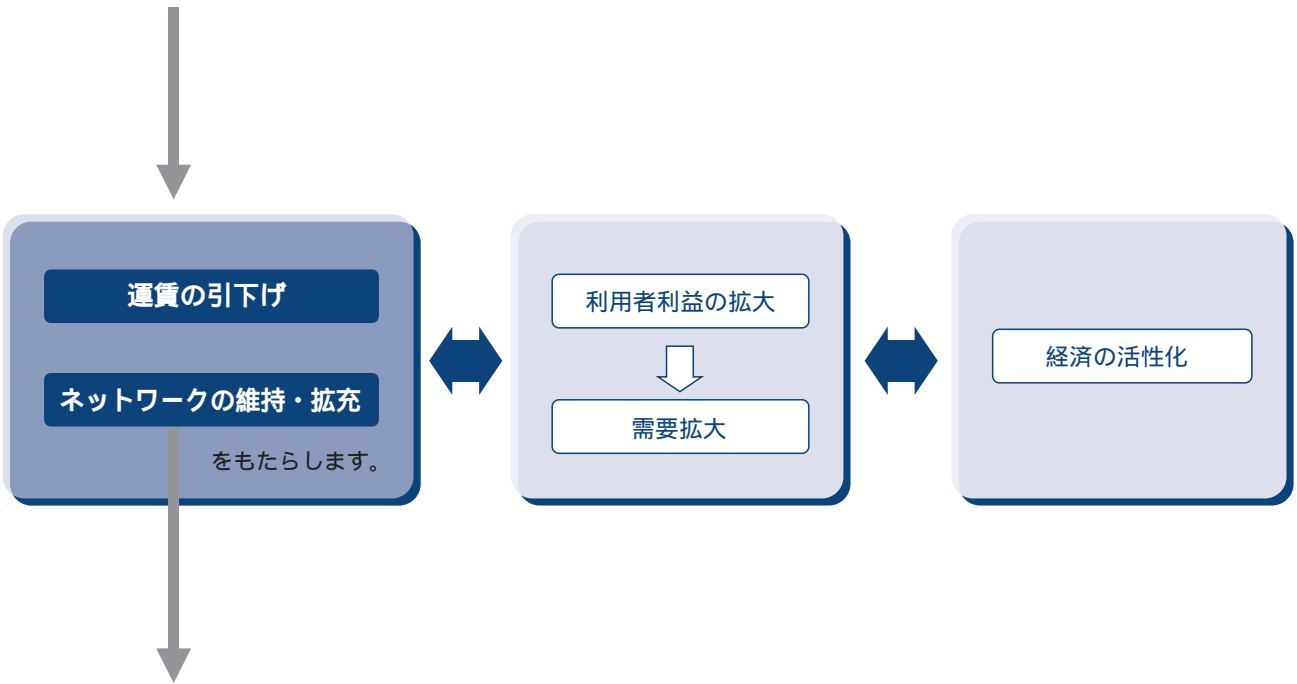 運賃の引下げ
ネットワークの維持・拡充
をもたらします。
利用者利益の拡大
需要拡大
経済の活性化